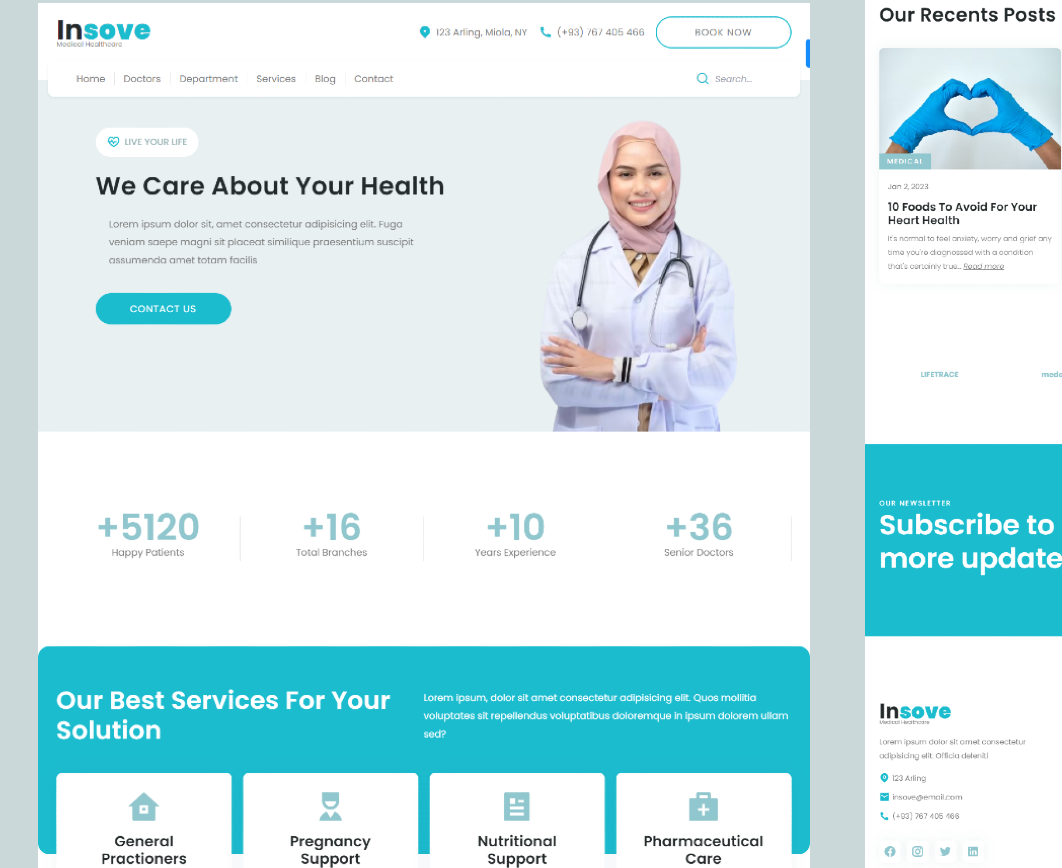 Insove
Medical Healthcare
123 Arling, Miola, NY
(+93) 767 405 466
BOOK NOW
Home
Doctors
Department
Services
Blog
Contact
Search...
LIVE YOUR LIFE
We Care About Your Health
Lorem ipsum dolor sit, amet consectetur adipisicing elit. Fuga
veniam saepe magni sit placeat similique praesentium suscipit
assumenda amet totam facilis
CONTACT US
+5120
Happy Patients
+16
Total Branches
+10
Years Experience
+36
Senior Doctors
Our Best Services For Your
Solution
Lorem ipsum, dolor sit amet consectetur adipisicing elit. Quos mollitia
voluptates sit repellendus voluptatibus doloremque in ipsum dolorem ullam
sed?
General
Practioners
Pregnancy
Support
Nutritional
Support
Pharmaceutical
Care
Our Recents Posts
MEDICAL
Jan 2, 2023
10 Foods To Avoid For Your
Heart Health
It's normal to feel anxiety, worry and grief any
time you're diagnosed with a condition
that's certainly true... Read more
LIFETRACE
OUR NEWSLETTER
Subscribe to
more update
Insove
Medical Healthcare
Lorem ipsum dolor sit amet consectetur
adipisicing elit. Officia deleniti
123 Arling
insove@email.com
(+93) 767 405 466